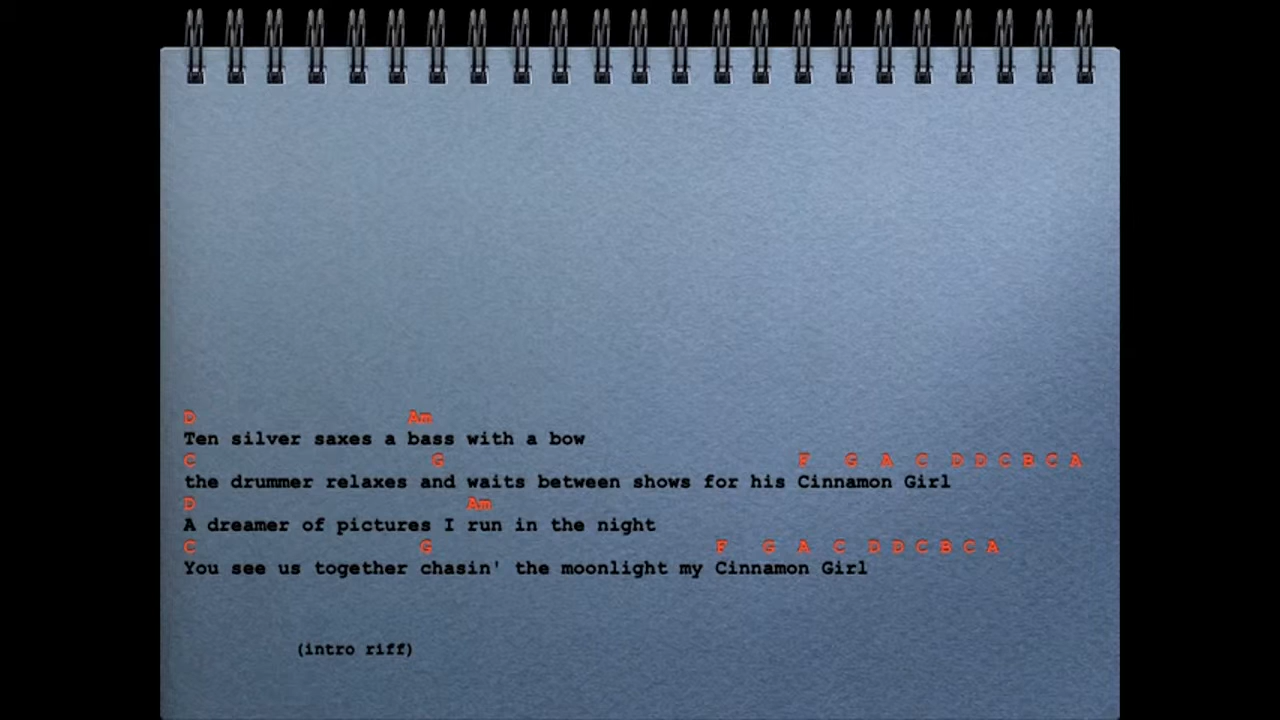 D Am
Ten silver saxes a bass with a bow
C G F G A C D D C B C A
the drummer relaxes and waits between shows for his Cinnamon Girl
D Am
A dreamer of pictures I run in the night
C G F G A C D D C B C A
You see us together chasin' the moonlight my Cinnamon Girl
(intro riff)